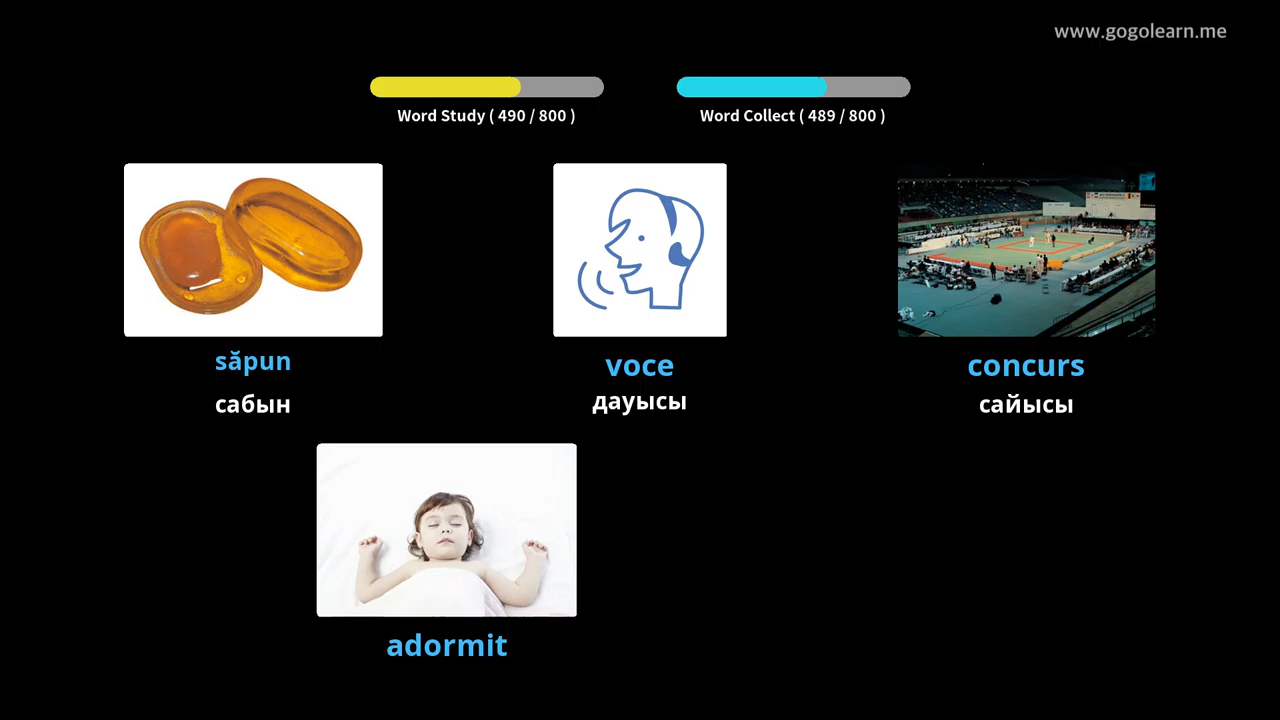 www.gogolearn.me
Word Study ( 490 / 800 )
Word Collect ( 489 / 800 )
săpun
сабын
voce
дауысы
concurs
сайысы
adormit